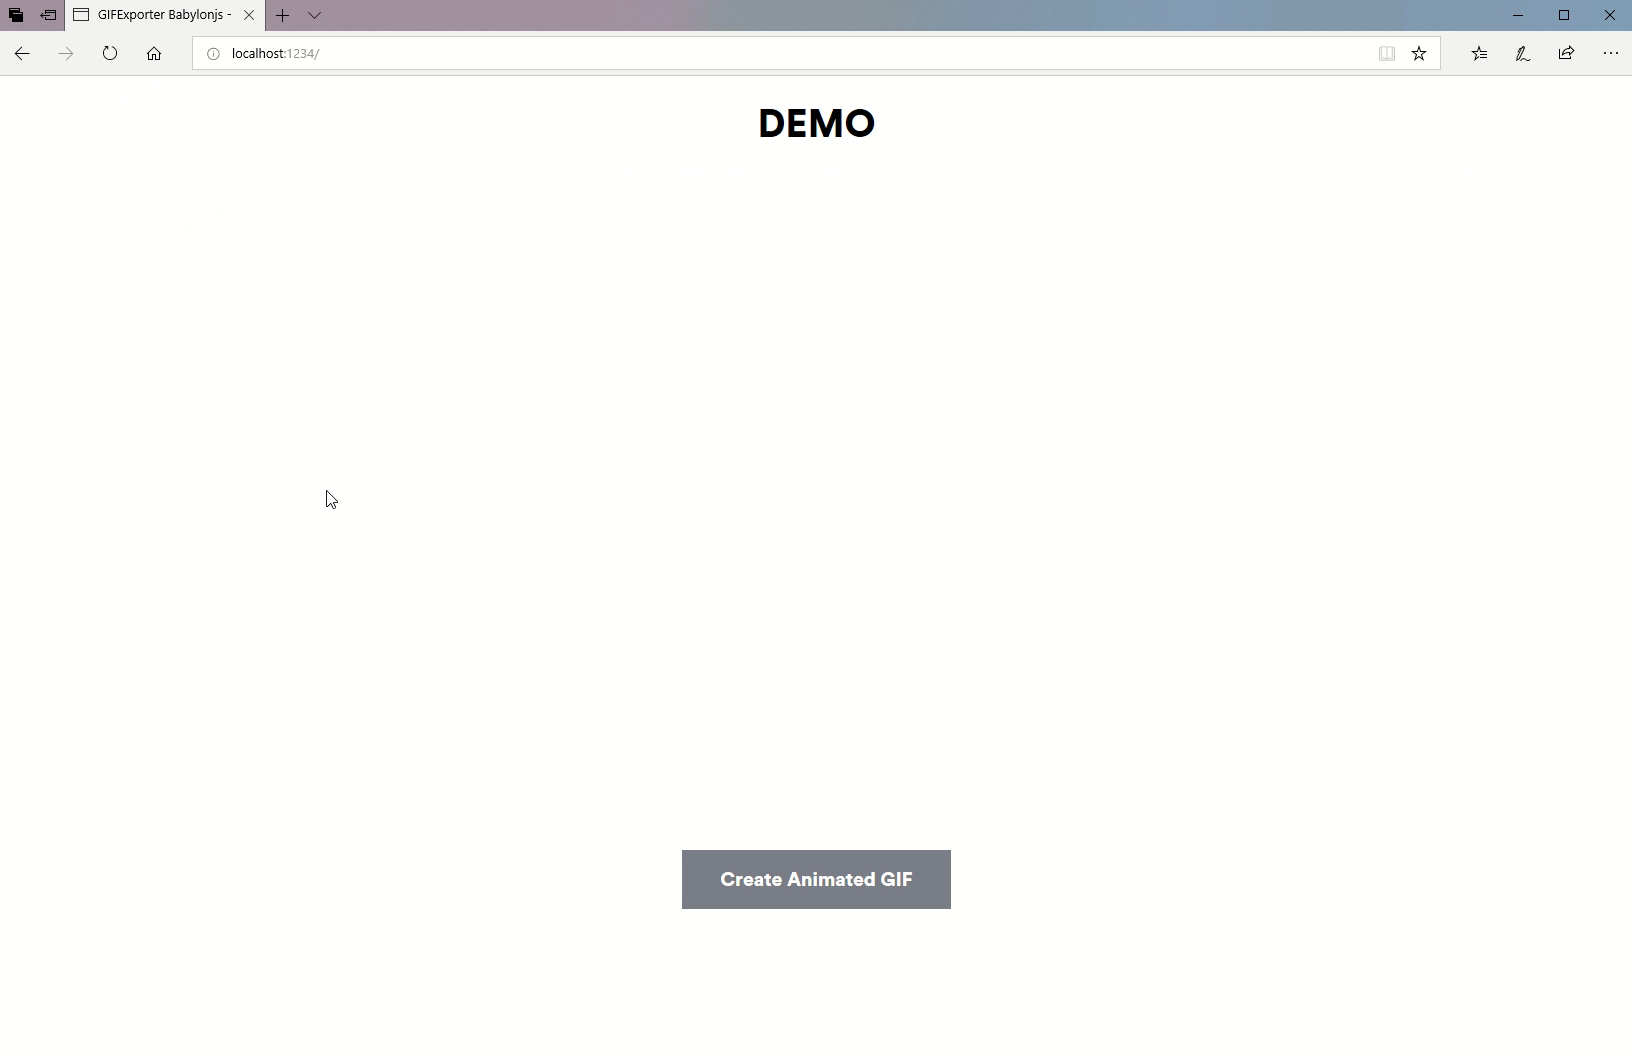 GIFExporter Babylonjs -
localhost:1234/
DEMO
Create Animated GIF